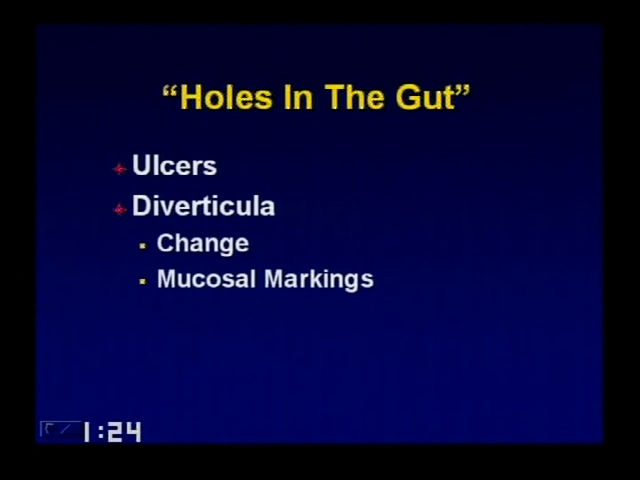 “Holes In The Gut”
Ulcers
Diverticula
Change
Mucosal Markings
1:24